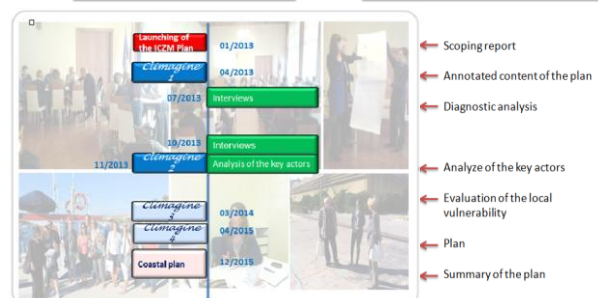 Launching of
the ICZM Plan
01/2013
Climagine
1
04/2013
07/2013
Interviews
10/2013
Interviews
11/2013
Climagine
2
Analysis of the key actors
Climagine
03/2014
Climagine
04/2015
Coastal plan
12/2015
Scoping report
Annotated content of the plan
Diagnostic analysis
Analyze of the key actors
Evaluation of the local
vulnerability
Plan
Summary of the plan